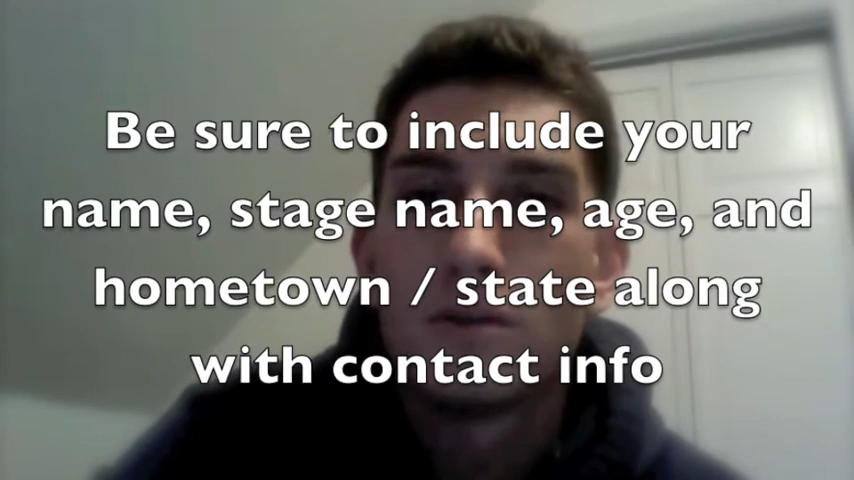 Be sure to include your
name, stage name, age, and
hometown / state along
with contact info